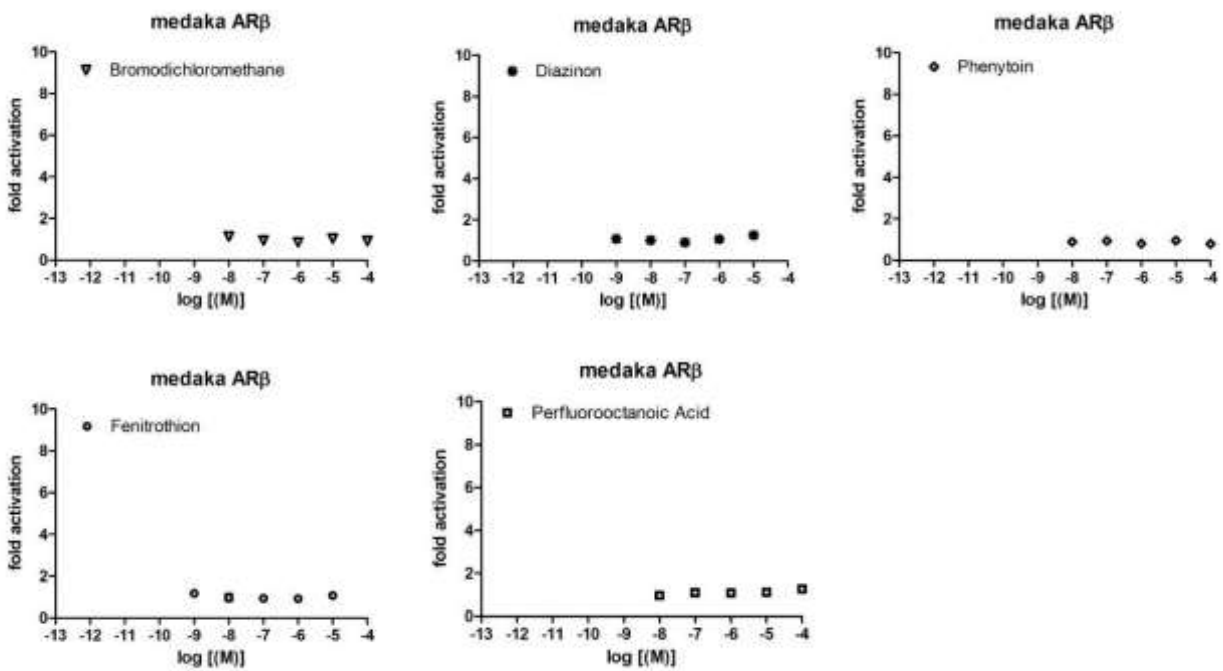 medaka ARβ
10
Bromodichloromethane
8
6
4
2
0
fold activation
-13 -12 -11 -10 -9 -8 -7 -6 -5 -4
log [(M)]
medaka ARβ
10
Diazinon
8
6
4
2
0
fold activation
-13 -12 -11 -10 -9 -8 -7 -6 -5 -4
log [(M)]
medaka ARβ
10
Phenytoin
8
6
4
2
0
fold activation
-13 -12 -11 -10 -9 -8 -7 -6 -5 -4
log [(M)]
medaka ARβ
10
Fenitrothion
8
6
4
2
0
fold activation
-13 -12 -11 -10 -9 -8 -7 -6 -5 -4
log [(M)]
medaka ARβ
10
Perfluorooctanoic Acid
8
6
4
2
0
fold activation
-13 -12 -11 -10 -9 -8 -7 -6 -5 -4
log [(M)]